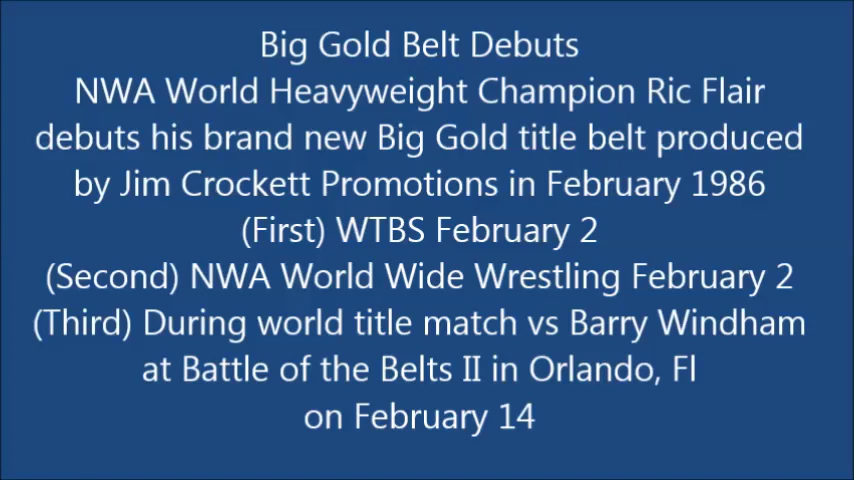 Big Gold Belt Debuts
NWA World Heavyweight Champion Ric Flair
debuts his brand new Big Gold title belt produced
by Jim Crockett Promotions in February 1986
(First) WTBS February 2
(Second) NWA World Wide Wrestling February 2
(Third) During world title match vs Barry Windham
at Battle of the Belts II in Orlando, Fl
on February 14